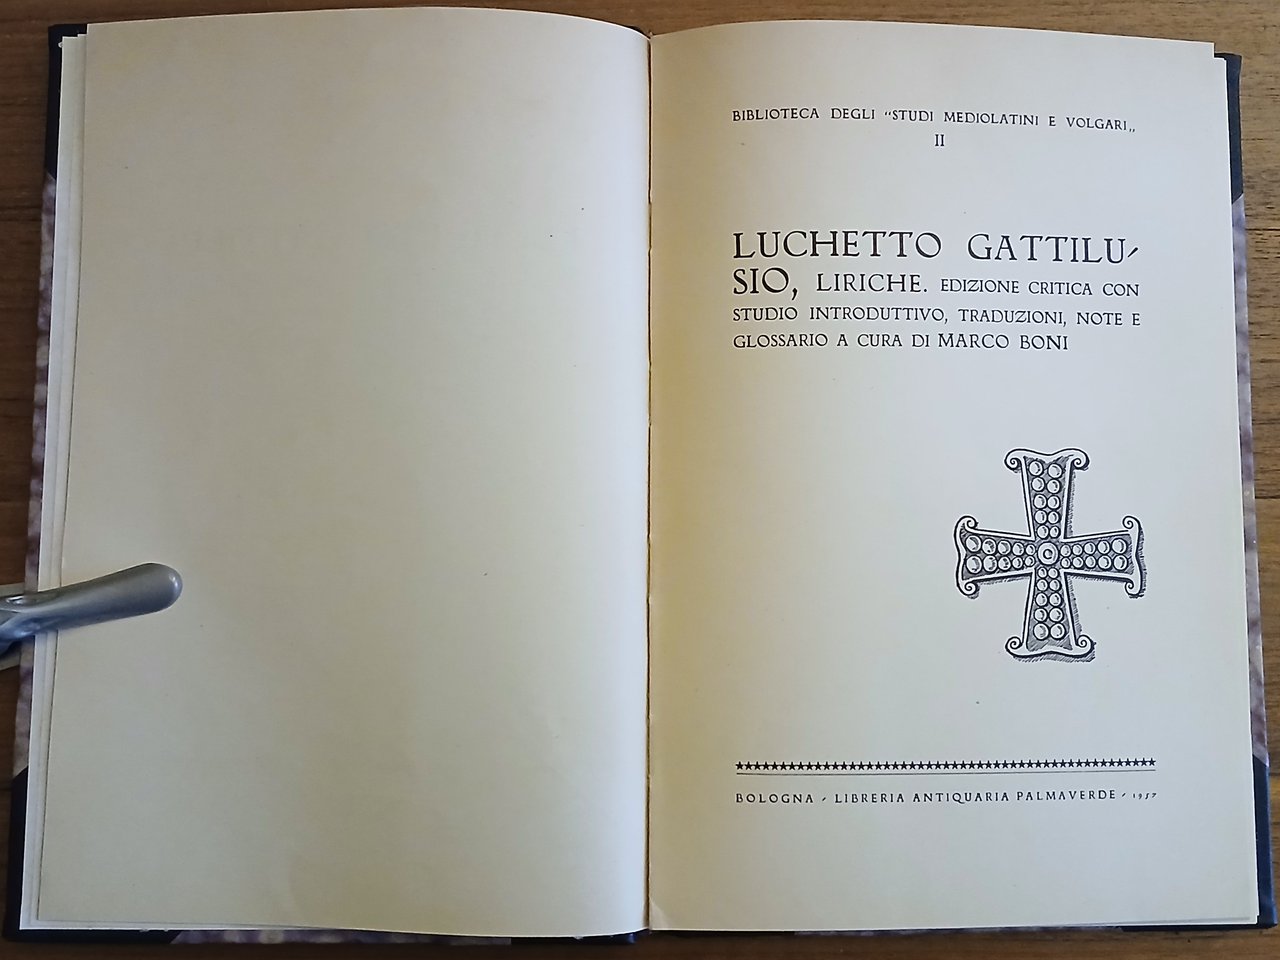 BIBLIOTECA DEGLI “STUDI MEDIOLATINI E VOLGARI„
II
LUCHETTO GATTILU-
SIO, LIRICHE. EDIZIONE CRITICA CON
STUDIO INTRODUTTIVO, TRADUZIONI, NOTE E
GLOSSARIO A CURA DI MARCO BONI
BOLOGNA - LIBRERIA ANTIQUARIA PALMAVERDE - 1957